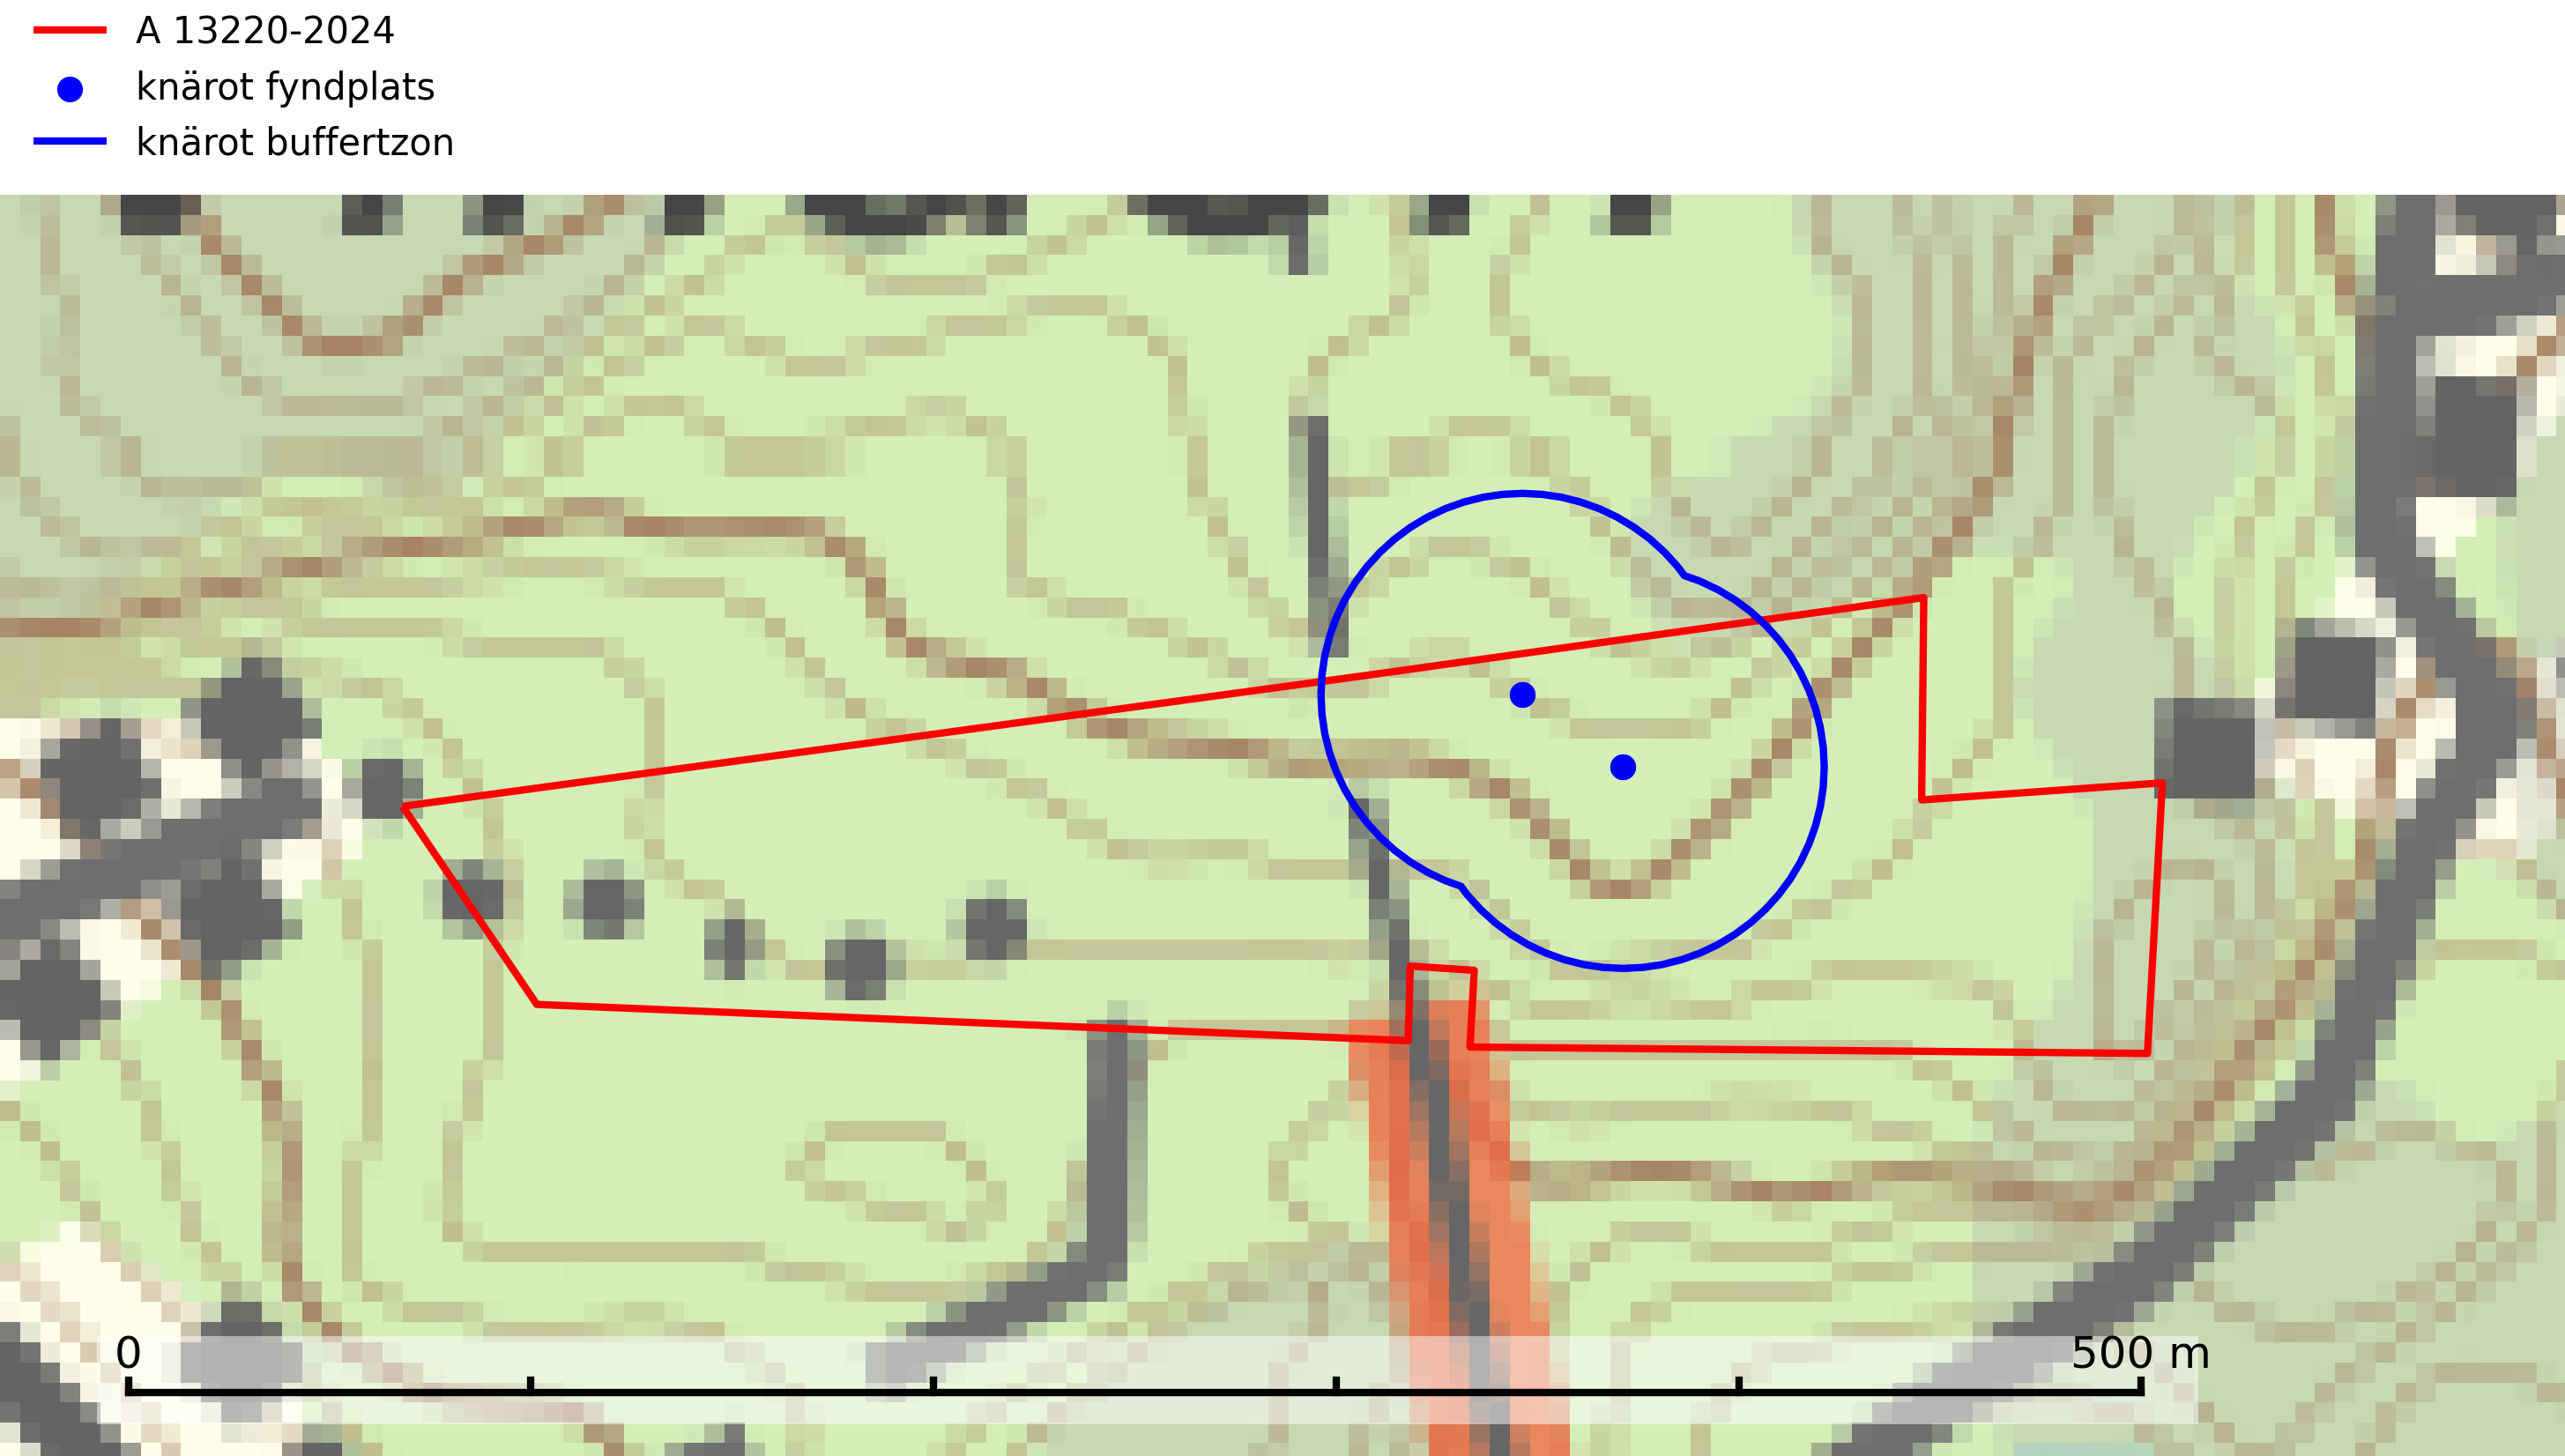 A 13220-2024
knärot fyndplats
knärot buffertzon
0
500 m